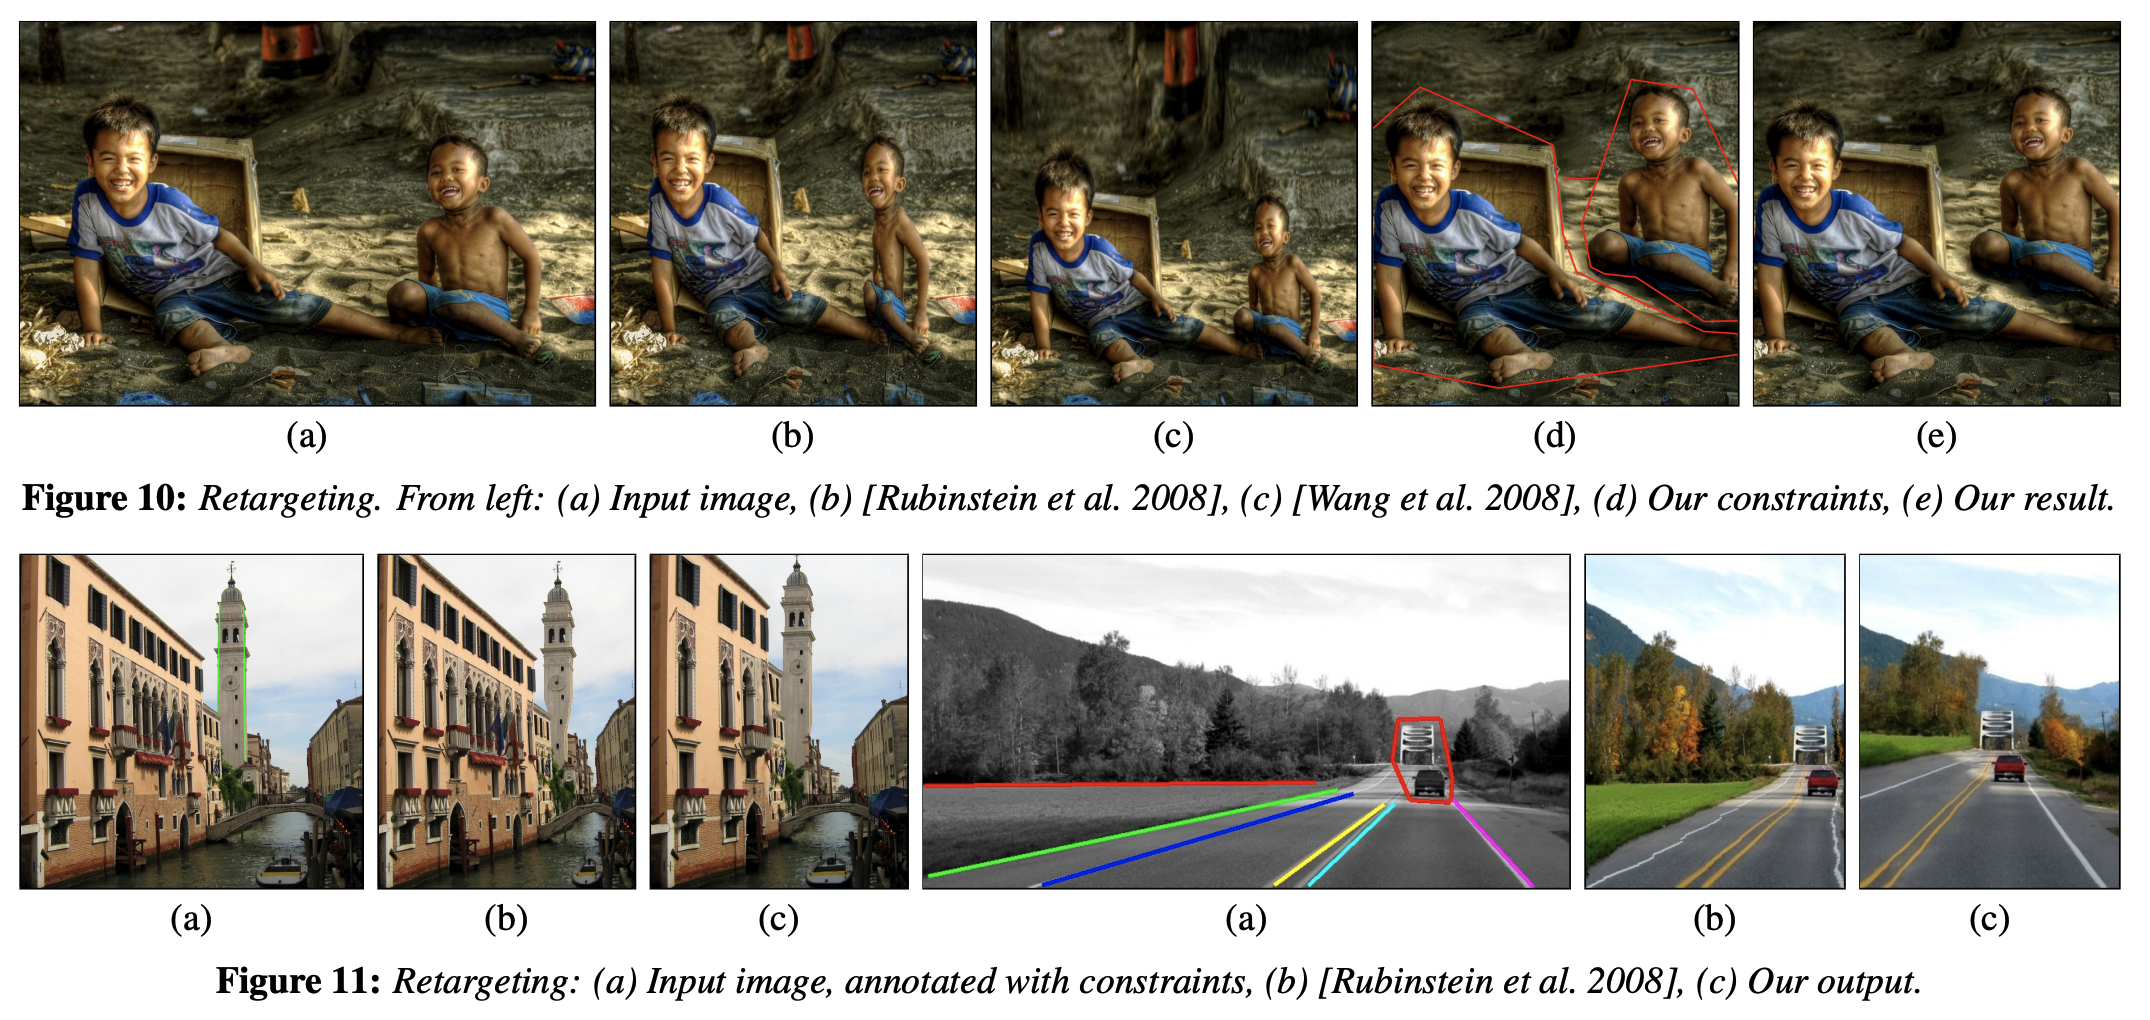 (a) (b) (c) (d) (e)
Figure 10: Retargeting. From left: (a) Input image, (b) [Rubinstein et al. 2008], (c) [Wang et al. 2008], (d) Our constraints, (e) Our result.
(a) (b) (c) (a) (b) (c)
Figure 11: Retargeting: (a) Input image, annotated with constraints, (b) [Rubinstein et al. 2008], (c) Our output.